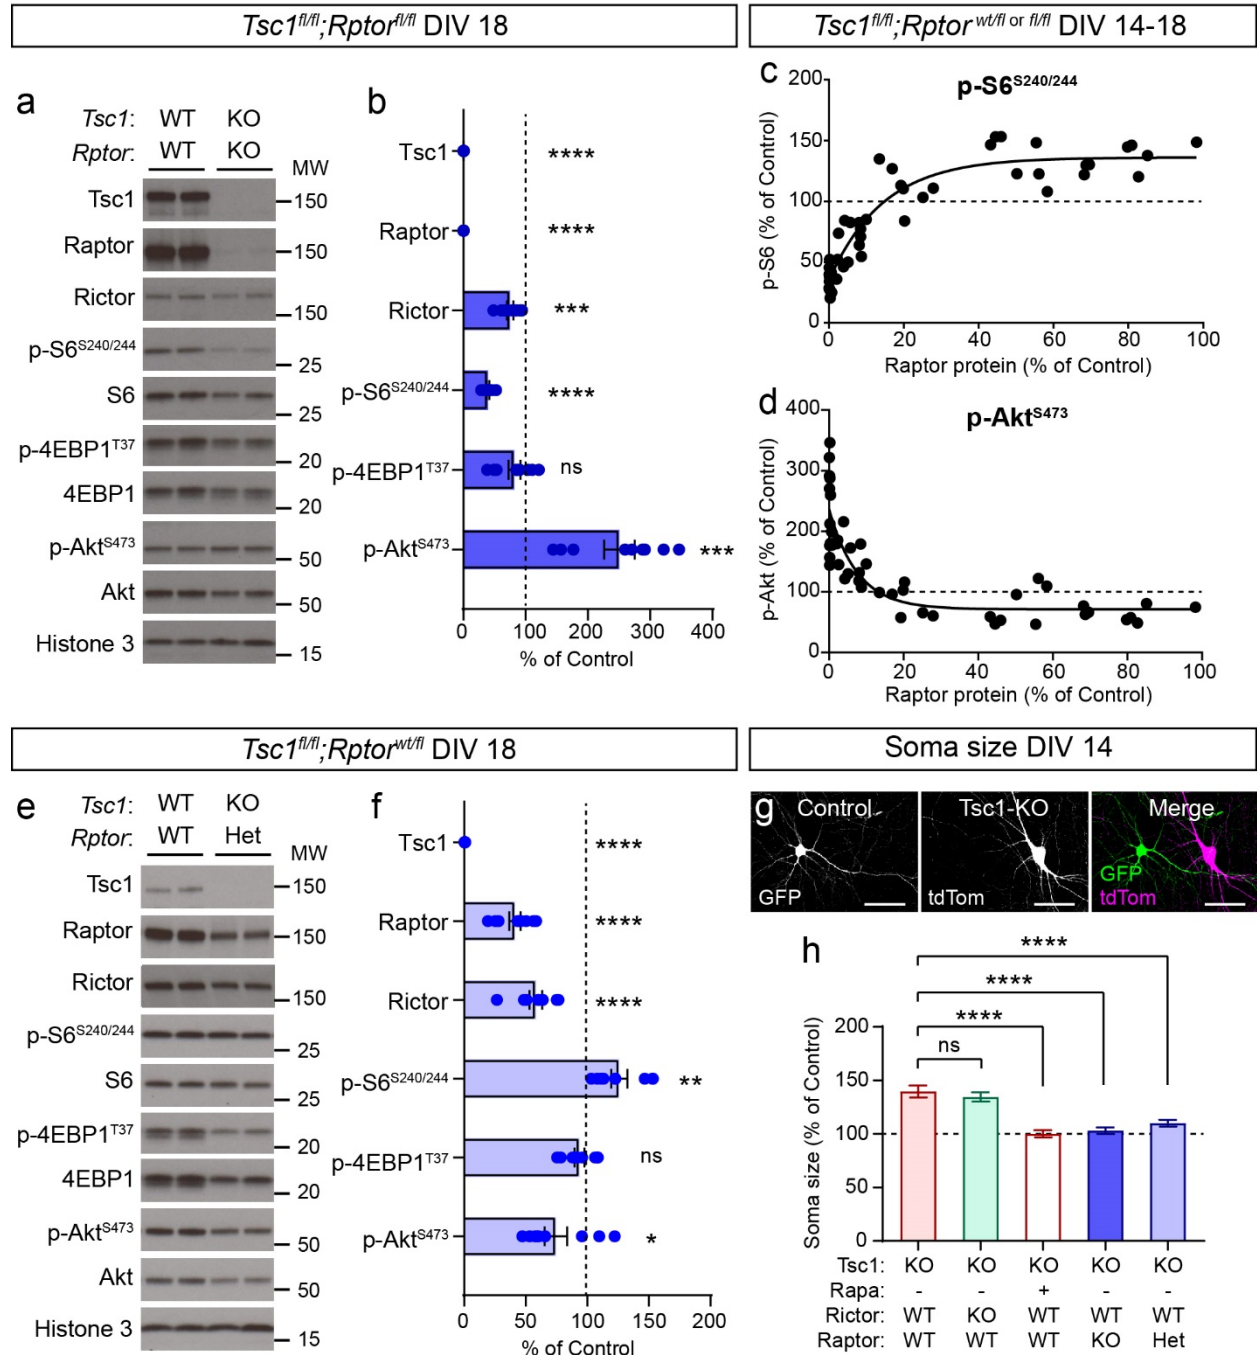 Tsc1fl/fl;Rptorfl/fl DIV 18
Tsc1fl/fl;Rptor wt/fl or fl/fl DIV 14-18
a
Tsc1: WT KO
Rptor: WT KO
MW
Tsc1
150
Raptor
150
Rictor
150
p-S6S240/244
25
S6
25
p-4EBP1T37
20
4EBP1
20
p-AktS473
50
Akt
50
Histone 3
15
b
Tsc1 ****
Raptor ****
Rictor ***
p-S6S240/244 ****
p-4EBP1T37 ns
p-AktS473 ***
0 100 200 300 400
% of Control
c
p-S6S240/244
p-S6 (% of Control)
200
150
100
50
0
0 20 40 60 80 100
Raptor protein (% of Control)
d
p-AktS473
p-Akt (% of Control)
400
300
200
100
0
0 20 40 60 80 100
Raptor protein (% of Control)
Tsc1fl/fl;Rptorwt/fl DIV 18
Soma size DIV 14
e
Tsc1: WT KO
Rptor: WT Het
MW
Tsc1
150
Raptor
150
Rictor
150
p-S6S240/244
25
S6
25
p-4EBP1T37
20
4EBP1
20
p-AktS473
50
Akt
50
Histone 3
15
f
Tsc1 ****
Raptor ****
Rictor ****
p-S6S240/244 **
p-4EBP1T37 ns
p-AktS473 *
0 50 100 150 200
% of Control
g
Control Tsc1-KO Merge
GFP tdTom GFP
tdTom
h
****
****
****
ns
Soma size (% of Control)
200
150
100
50
0
Tsc1: KO KO KO KO KO
Rapa: - - + - -
Rictor: WT KO WT WT WT
Raptor: WT WT WT KO Het